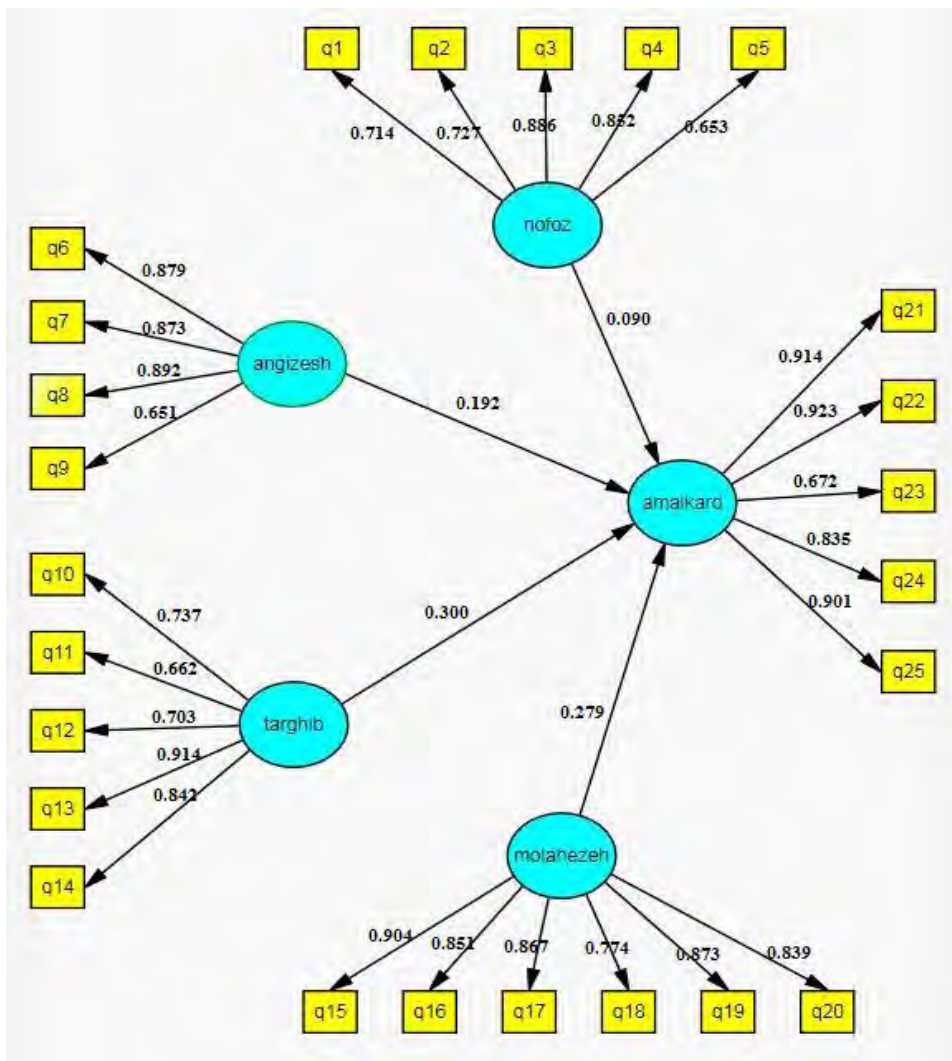 q1 q2 q3 q4 q5
0.714 0.727 0.886 0.852 0.653
nofoz
q6
q7
q8
q9
0.879
0.873
0.892
0.651
angizesh
0.090
0.192
amalkard
q21
q22
q23
q24
q25
0.914
0.923
0.672
0.835
0.901
q10
q11
q12
q13
q14
0.737
0.662
0.703
0.914
0.842
targhib
0.300
0.279
molahezeh
0.904 0.851 0.867 0.774 0.873 0.839
q15 q16 q17 q18 q19 q20